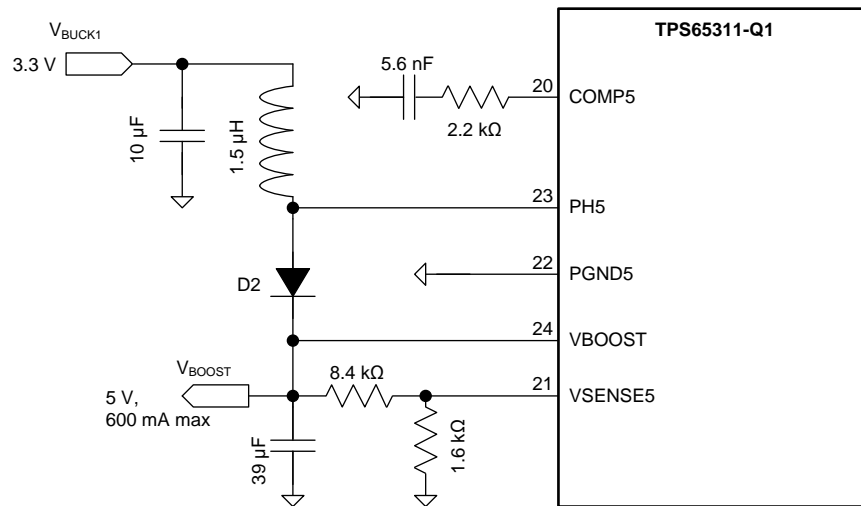 TPS65311-Q1
VBUCK1
3.3 V
10 µF
1.5 µH
5.6 nF
2.2 kΩ
20
COMP5
23
PH5
22
PGND5
D2
24
VBOOST
VBOOST
5 V,
600 mA max
8.4 kΩ
21
VSENSE5
39 µF
1.6 kΩ